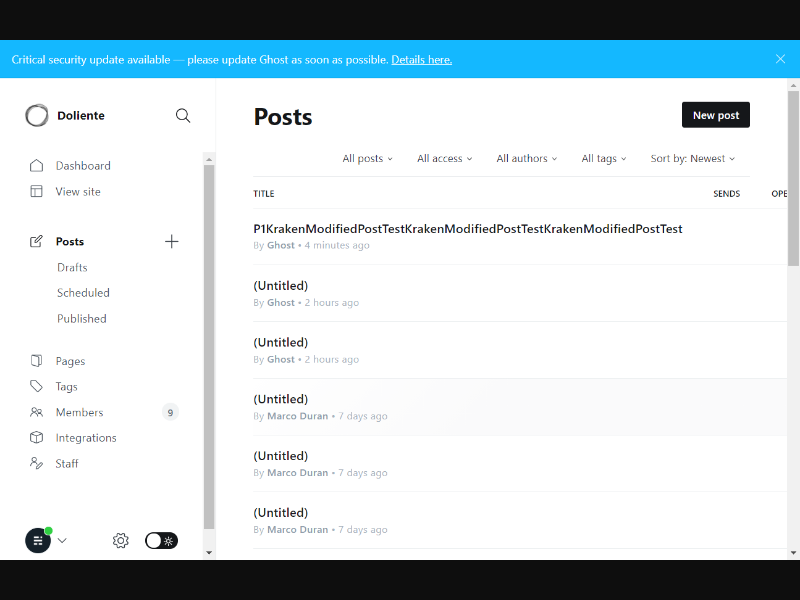 Critical security update available — please update Ghost as soon as possible. Details here.
Doliente
Dashboard
View site
Posts
Drafts
Scheduled
Published
Pages
Tags
Members 9
Integrations
Staff
Posts
New post
All posts All access All authors All tags Sort by: Newest
TITLE SENDS OPE
P1KrakenModifiedPostTestKrakenModifiedPostTestKrakenModifiedPostTest
By Ghost • 4 minutes ago
(Untitled)
By Ghost • 2 hours ago
(Untitled)
By Ghost • 2 hours ago
(Untitled)
By Marco Duran • 7 days ago
(Untitled)
By Marco Duran • 7 days ago
(Untitled)
By Marco Duran • 7 days ago